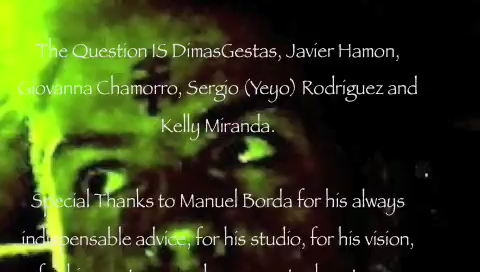 The Question IS DimasGestas, Javier Hamon,
Giovanna Chamorro, Sergio (Yeyo) Rodriguez and
Kelly Miranda.
Special Thanks to Manuel Borda for his always
indispensable advice, for his studio, for his vision,